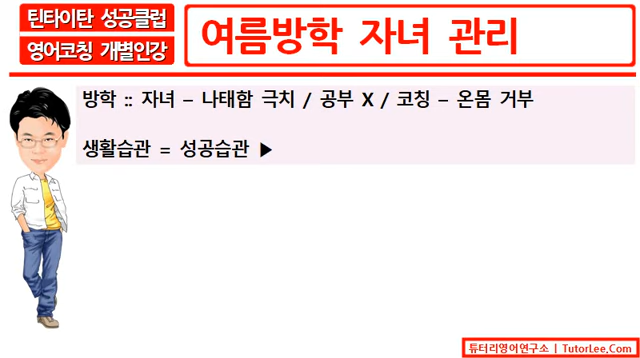 틴타이탄 성공클럽
영어코칭 개별인강
여름방학 자녀 관리
방학 :: 자녀 – 나태함 극치 / 공부 X / 코칭 – 온몸 거부
생활습관 = 성공습관 ▶
튜터리영어연구소 | TutorLee.Com